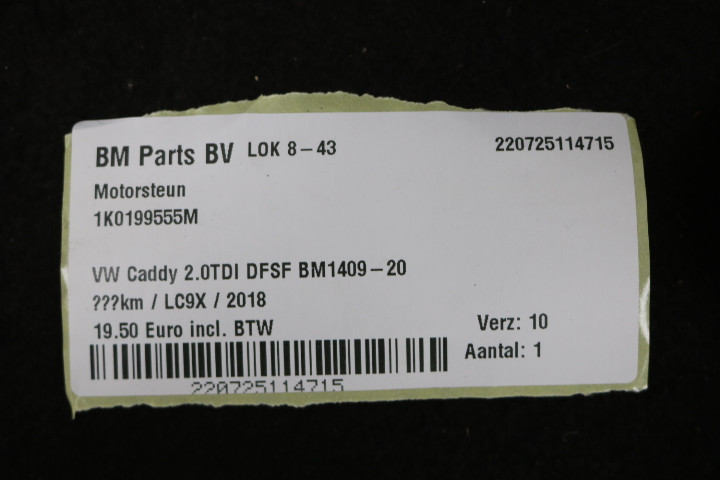 BM Parts BV LOK 8-43 220725114715
Motorsteun
1K0199555M
VW Caddy 2.0TDI DFSF BM1409-20
???km / LC9X / 2018
19.50 Euro incl. BTW
Verz: 10
Aantal: 1
220725114715